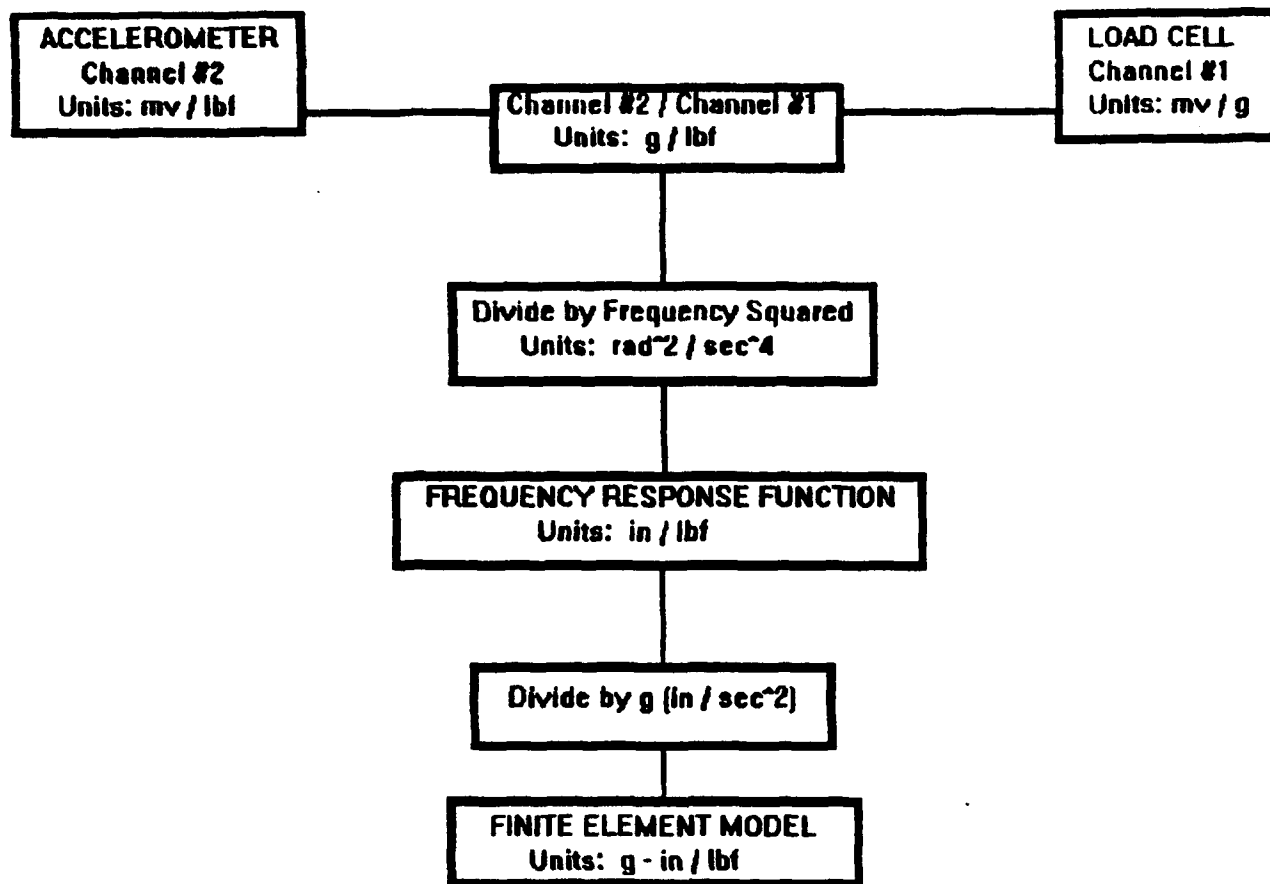 ACCELEROMETER
Channel #2
Units: mv / lbf
LOAD CELL
Channel #1
Units: mv / g
Channel #2 / Channel #1
Units: g / lbf
Divide by Frequency Squared
Units: rad^2 / sec^4
FREQUENCY RESPONSE FUNCTION
Units: in / lbf
Divide by g (in / sec^2)
FINITE ELEMENT MODEL
Units: g - in / lbf